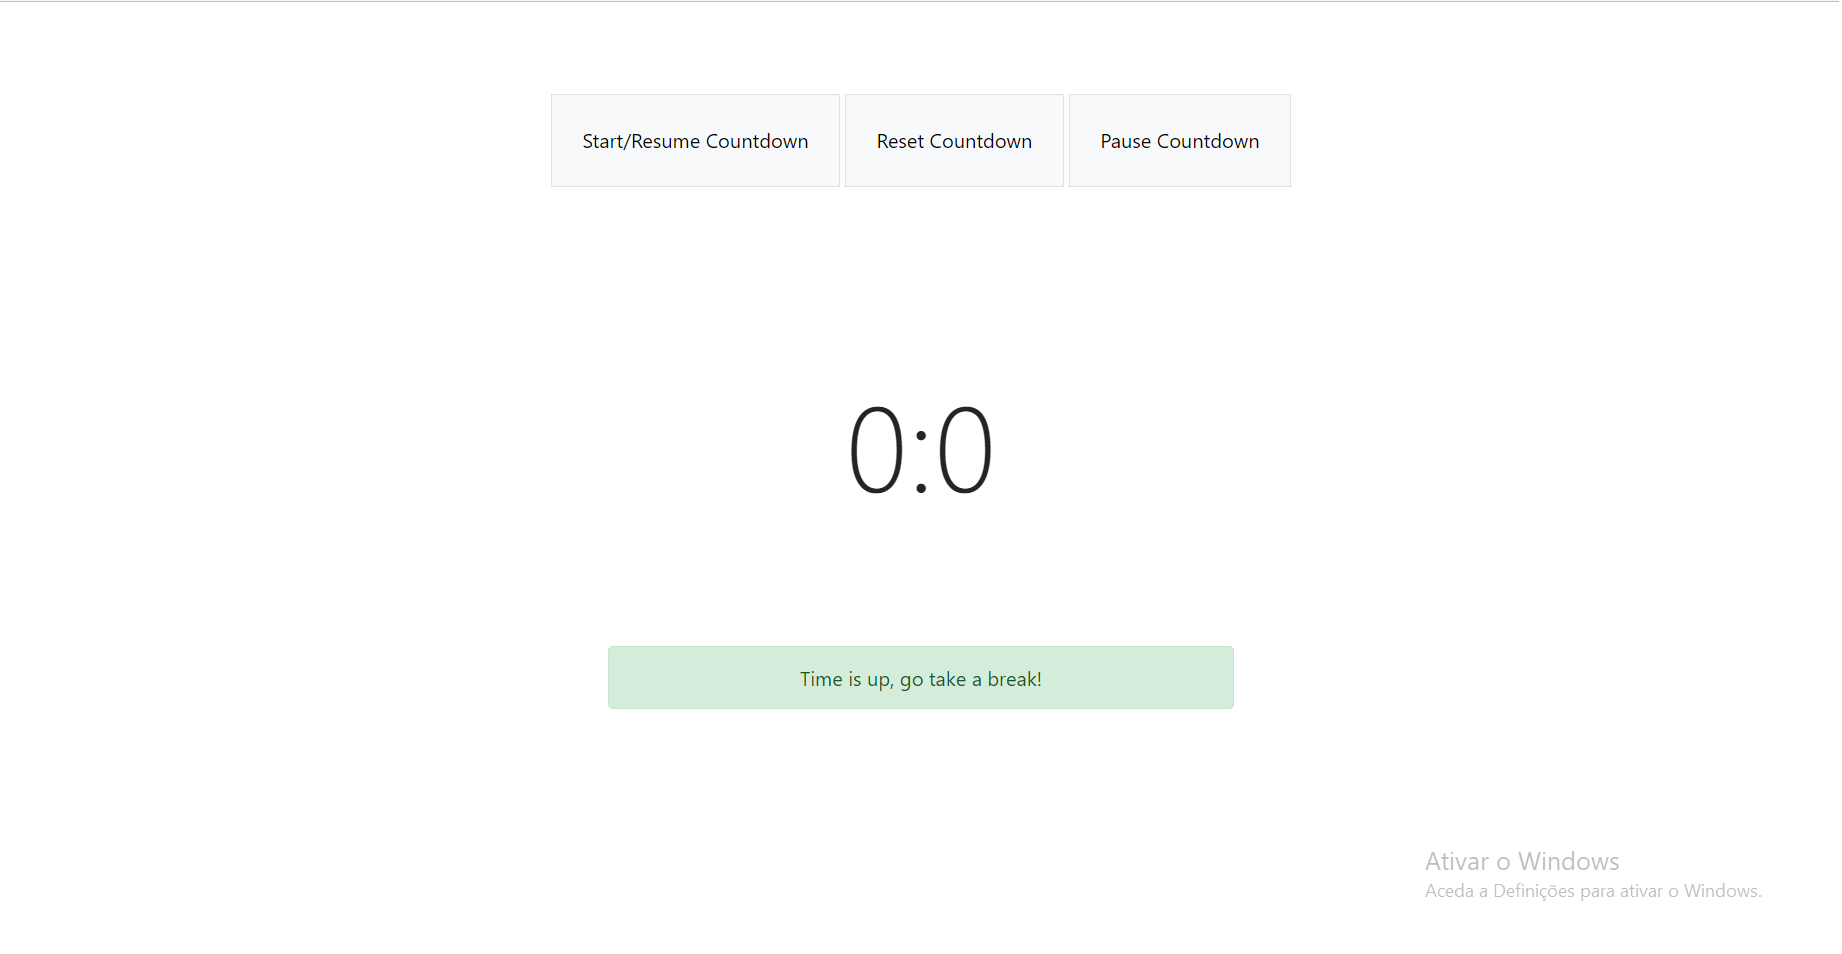 Start/Resume Countdown Reset Countdown Pause Countdown
0:0
Time is up, go take a break!
Ativar o Windows
Aceda a Definições para ativar o Windows.